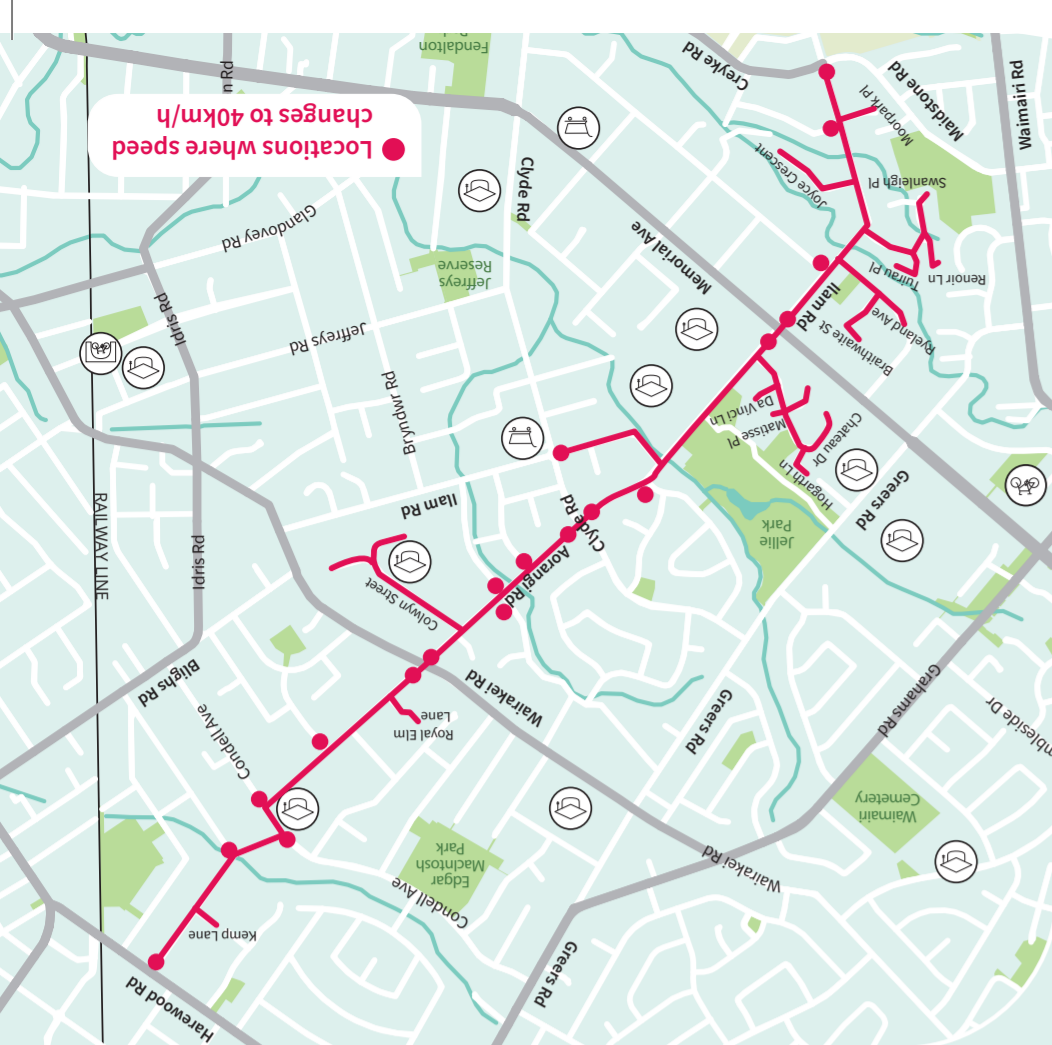 Harewood Rd
Greers Rd
Kemp Lane
Condell Ave
Edgar
MacIntosh
Park
Wairakei Rd
Waimairi
Cemetery
Condell Ave
Royal Elm
Lane
mbleside Dr
Grahams Rd
Greers Rd
Wairakei Rd
Blighs Rd
Colwyn Street
Aorangi Rd
Clyde Rd
Idris Rd
RAILWAY LINE
Jellie
Park
Ilam Rd
Greers Rd
Hogarth Ln
Chateau Dr
Matisse Pl
Da Vinci Ln
Bryndwr Rd
Braithwaite St
Ryeland Ave
Jeffreys Rd
Idris Rd
Ilam Rd
Renoir Ln
Tuirau Pl
Jeffreys
Reserve
Memorial Ave
Glandovey Rd
Swanleigh Pl
Joyce Crescent
Clyde Rd
Locations where speed
changes to 40km/h
Moorpark Pl
Maidstone Rd
Waimairi Rd
Creyke Rd
n Rd
Fendalton